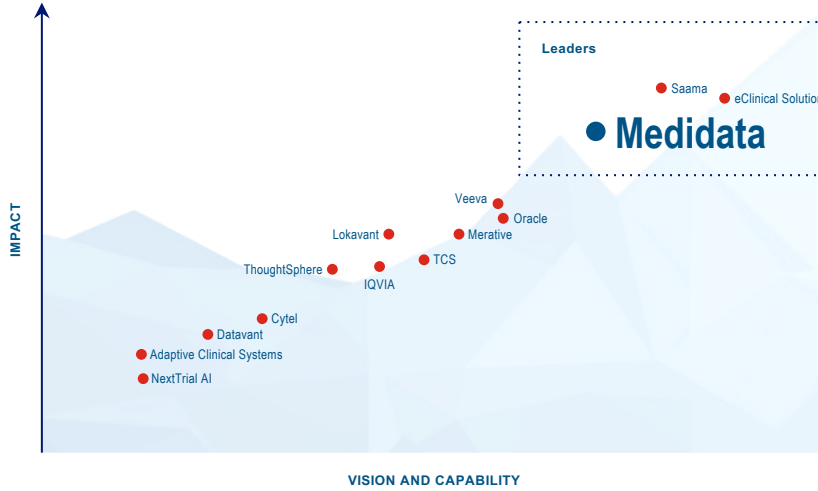 Leaders
Saama
eClinical Solution
Medidata
Veeva
Oracle
Lokavant
Merative
TCS
ThoughtSphere
IQVIA
Cytel
Datavant
Adaptive Clinical Systems
NextTrial AI
IMPACT
VISION AND CAPABILITY